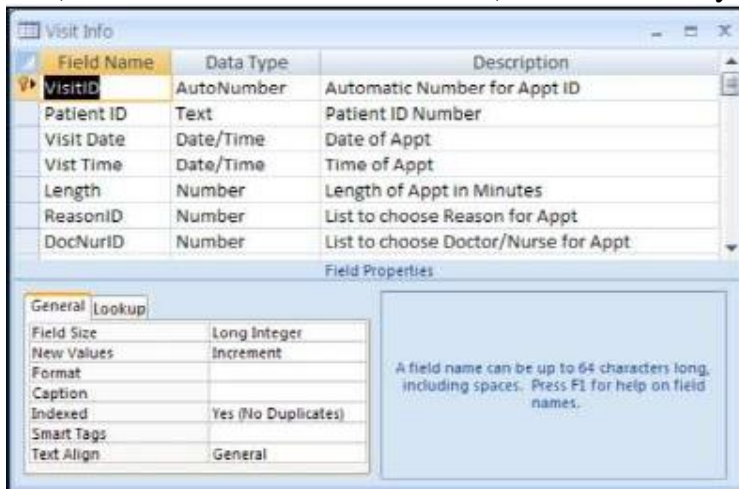 Visit Info
Field Name Data Type Description
VisitID AutoNumber Automatic Number for Appt ID
Patient ID Text Patient ID Number
Visit Date Date/Time Date of Appt
Vist Time Date/Time Time of Appt
Length Number Length of Appt in Minutes
ReasonID Number List to choose Reason for Appt
DocNurID Number List to choose Doctor/Nurse for Appt
Field Properties
General Lookup
Field Size Long Integer
New Values Increment
Format
Caption
Indexed Yes (No Duplicates)
Smart Tags
Text Align General
A field name can be up to 64 characters long,
including spaces. Press F1 for help on field
names.